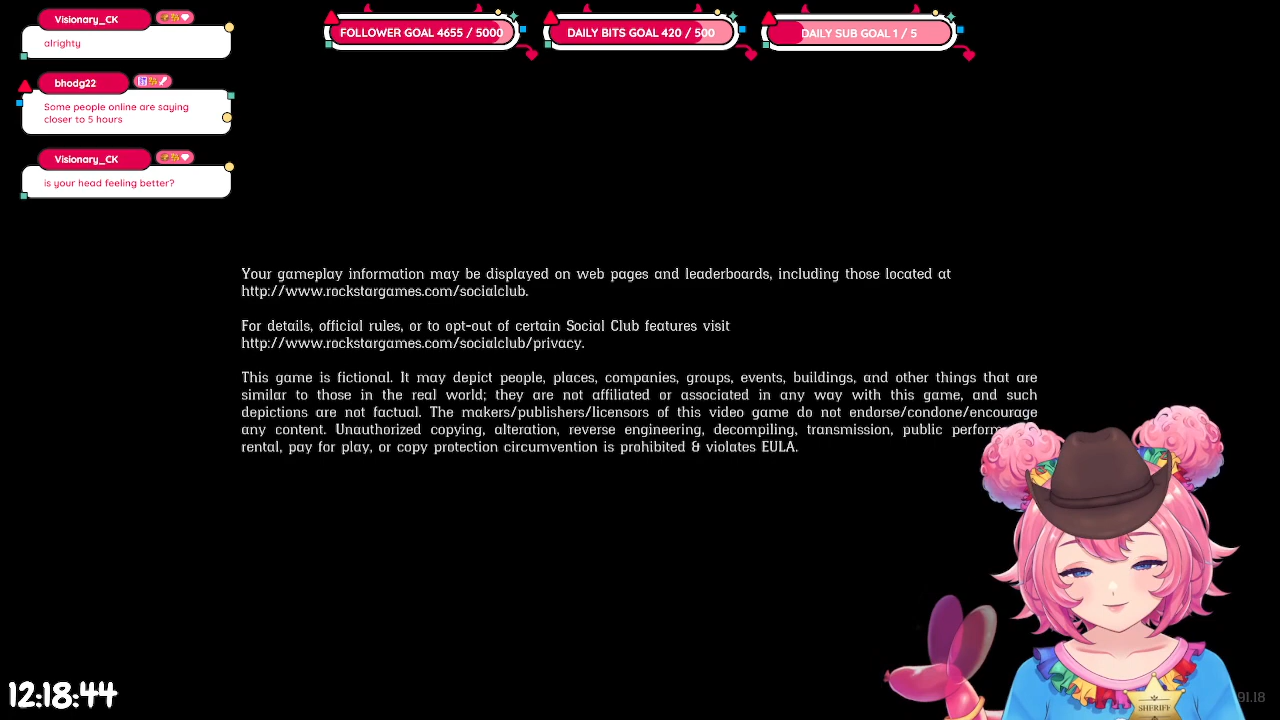 Visionary_CK
alrighty
bhodg22
Some people online are saying
closer to 5 hours
Visionary_CK
is your head feeling better?
FOLLOWER GOAL 4655 / 5000
DAILY BITS GOAL 420 / 500
DAILY SUB GOAL 1 / 5
Your gameplay information may be displayed on web pages and leaderboards, including those located at
http://www.rockstargames.com/socialclub.
For details, official rules, or to opt-out of certain Social Club features visit
http://www.rockstargames.com/socialclub/privacy.
This game is fictional. It may depict people, places, companies, groups, events, buildings, and other things that are
similar to those in the real world; they are not affiliated or associated in any way with this game, and such
depictions are not factual. The makers/publishers/licensors of this video game do not endorse/condone/encourage
any content. Unauthorized copying, alteration, reverse engineering, decompiling, transmission, public perform
rental, pay for play, or copy protection circumvention is prohibited & violates EULA.
12:18:44
SHERIFF
91.18